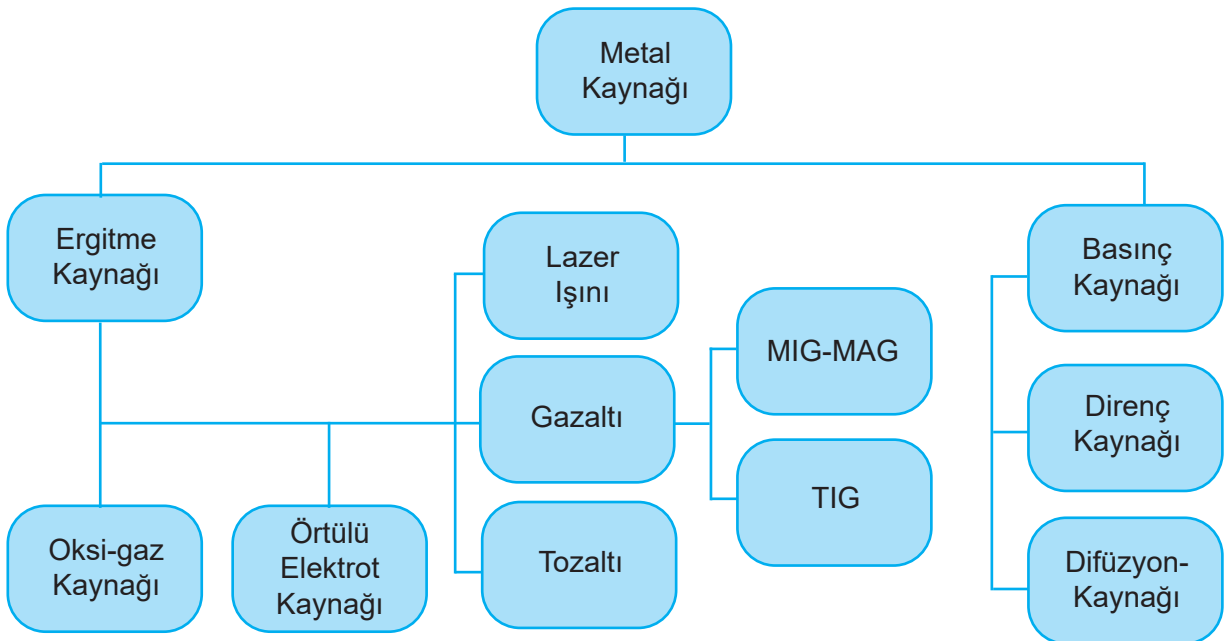 Metal
Kaynağı
Ergitme
Kaynağı
Lazer
Işını
Basınç
Kaynağı
MIG-MAG
Gazaltı
Direnç
Kaynağı
TIG
Oksi-gaz
Kaynağı
Örtülü
Elektrot
Kaynağı
Tozaltı
Difüzyon-
Kaynağı